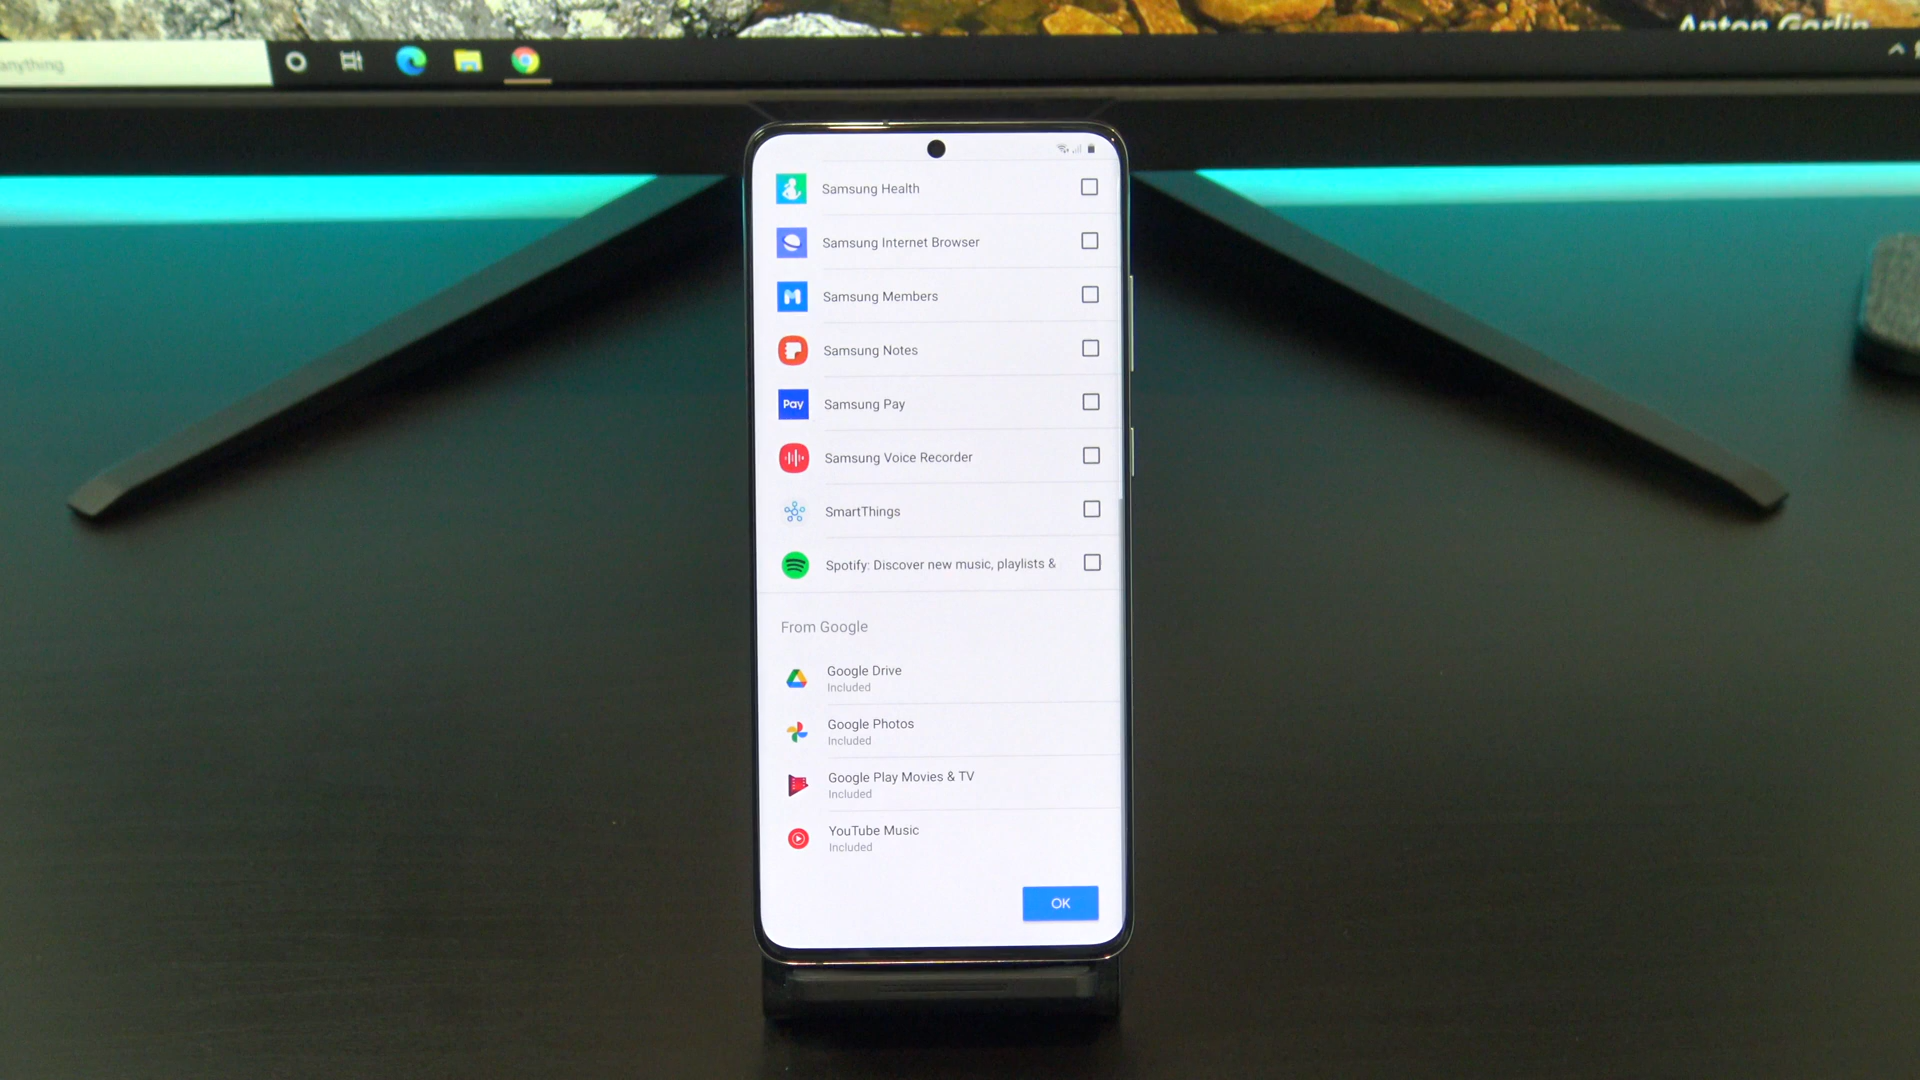 Anton Gorlin
anything
Samsung Health
Samsung Internet Browser
Samsung Members
Samsung Notes
Pay
Samsung Pay
Samsung Voice Recorder
SmartThings
Spotify: Discover new music, playlists &
From Google
Google Drive
Included
Google Photos
Included
Google Play Movies & TV
Included
YouTube Music
Included
OK